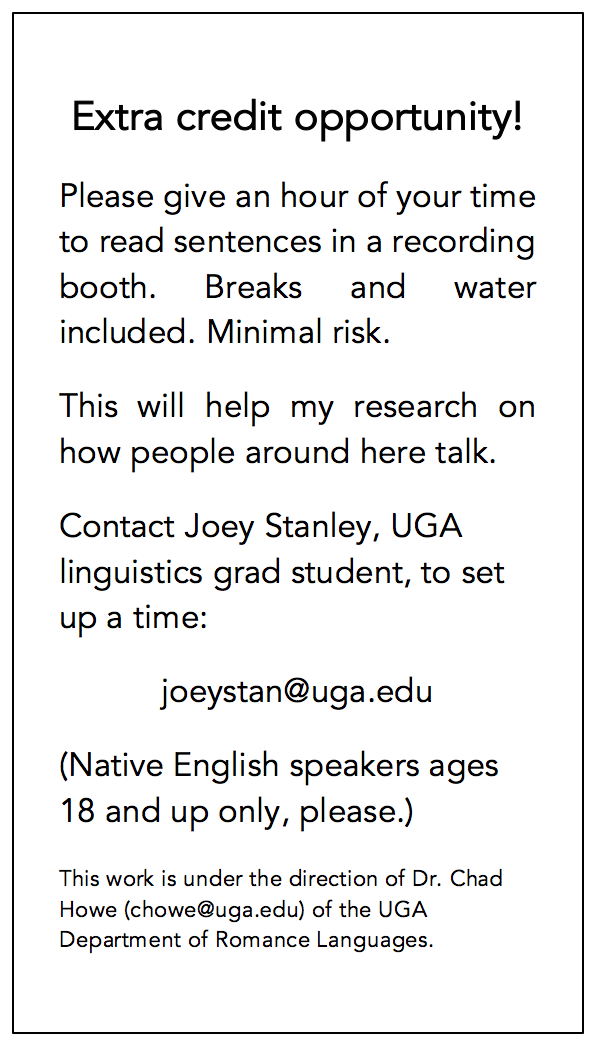 Extra credit opportunity!
Please give an hour of your time
to read sentences in a recording
booth. Breaks and water
included. Minimal risk.
This will help my research on
how people around here talk.
Contact Joey Stanley, UGA
linguistics grad student, to set
up a time:
joeystan@uga.edu
(Native English speakers ages
18 and up only, please.)
This work is under the direction of Dr. Chad
Howe (chowe@uga.edu) of the UGA
Department of Romance Languages.